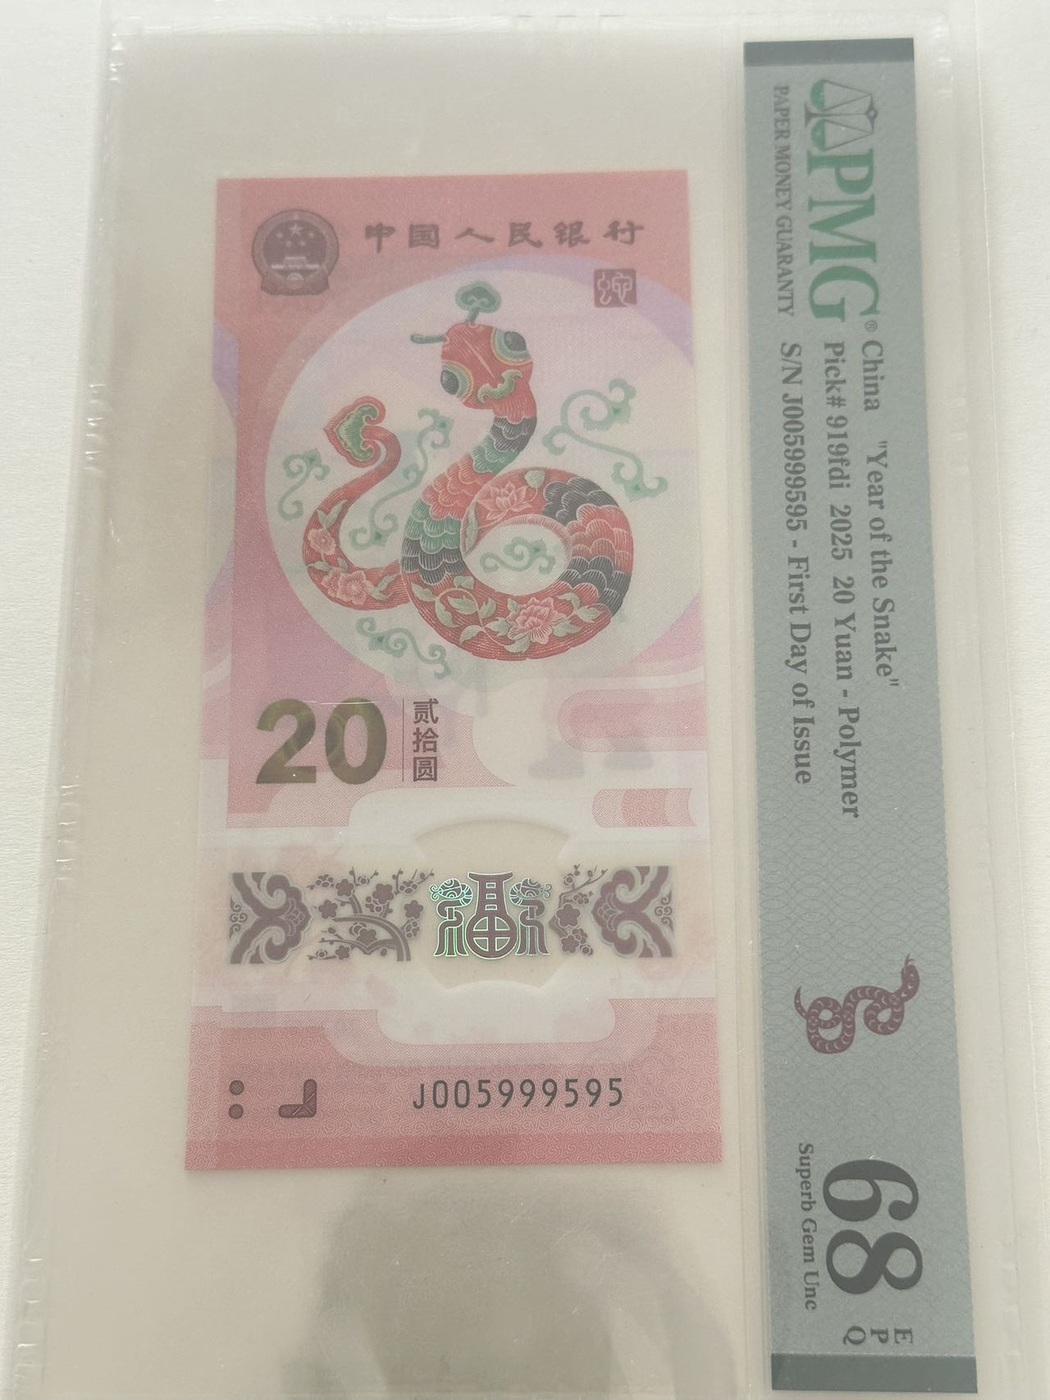 中国人民银行
蛇
20
贰拾圆
福
J005999595
PMG®
PAPER MONEY GUARANTY
China "Year of the Snake"
Pick# 919fdi 2025 20 Yuan - Polymer
S/N J005999595 - First Day of Issue
68
EPQ
Superb Gem Unc